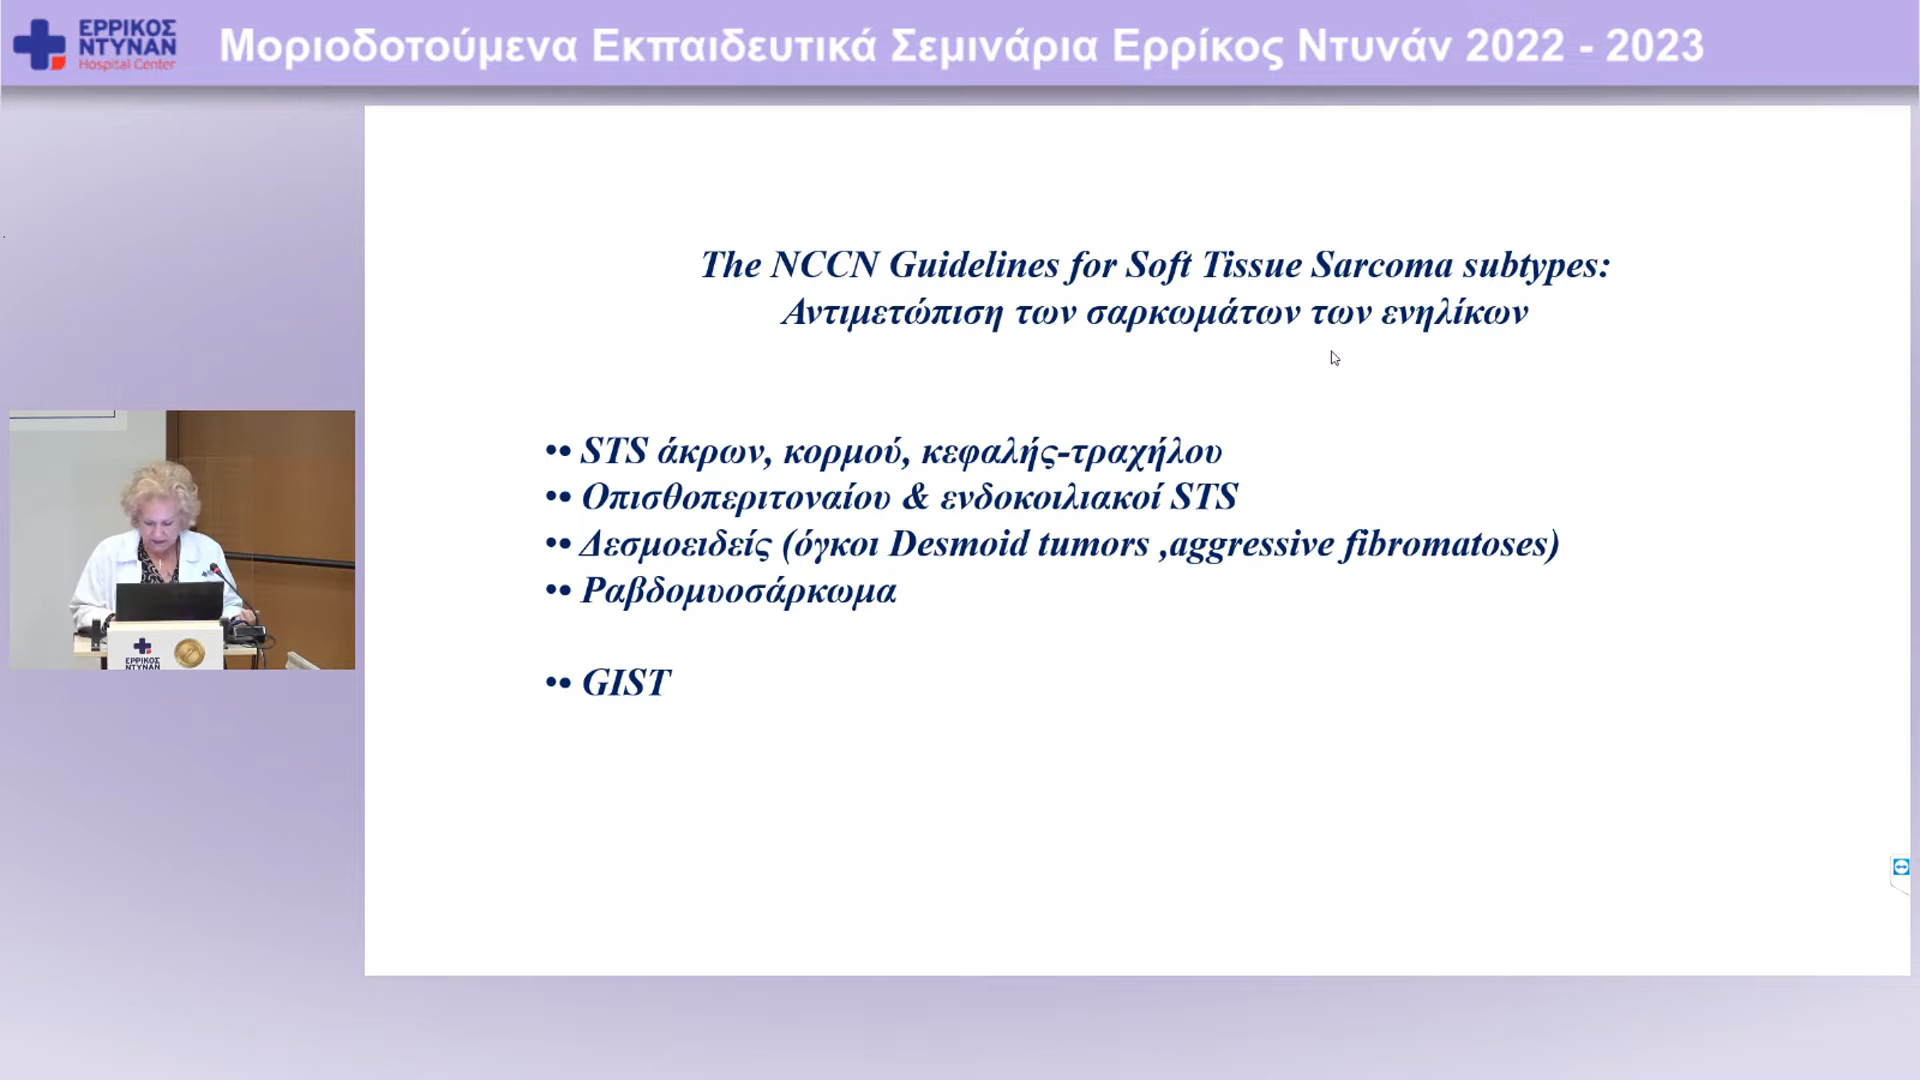 ΕΡΡΙΚΟΣ
ΝΤΥΝΑΝ
Hospital Center
Μοριοδοτούμενα Εκπαιδευτικά Σεμινάρια Ερρίκος Ντυνάν 2022 - 2023
The NCCN Guidelines for Soft Tissue Sarcoma subtypes:
Αντιμετώπιση των σαρκωμάτων των ενηλίκων
•• STS άκρων, κορμού, κεφαλής-τραχήλου
•• Οπισθοπεριτοναίου & ενδοκοιλιακοί STS
•• Δεσμοειδείς (όγκοι Desmoid tumors ,aggressive fibromatoses)
•• Ραβδομυοσάρκωμα
•• GIST
ΕΡΡΙΚΟΣ
ΝΤΥΝΑΝ